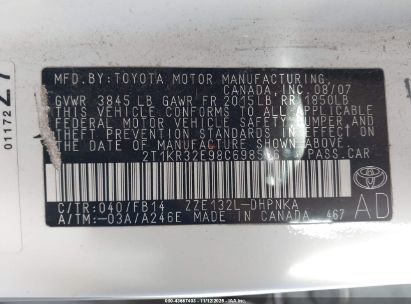 MFD. BY: TOYOTA MOTOR MANUFACTURING
CANADA, INC. 08/07
GVWR 3845 LB GAWR FR 2015LB RR 1850LB
THIS VEHICLE CONFORMS TO ALL APPLICABLE
FEDERAL MOTOR VEHICLE SAFETY, BUMPER,
AND THEFT PREVENTION STANDARDS IN EFFECT ON
THE DATE OF MANUFACTURE SHOWN ABOVE.
PASS.CAR
C/TR: 040/FB14 ZZE132L-DHPNKA
A/TM:-03A/A246E
MADE IN CANADA 467
AD
TOYOTA
01172